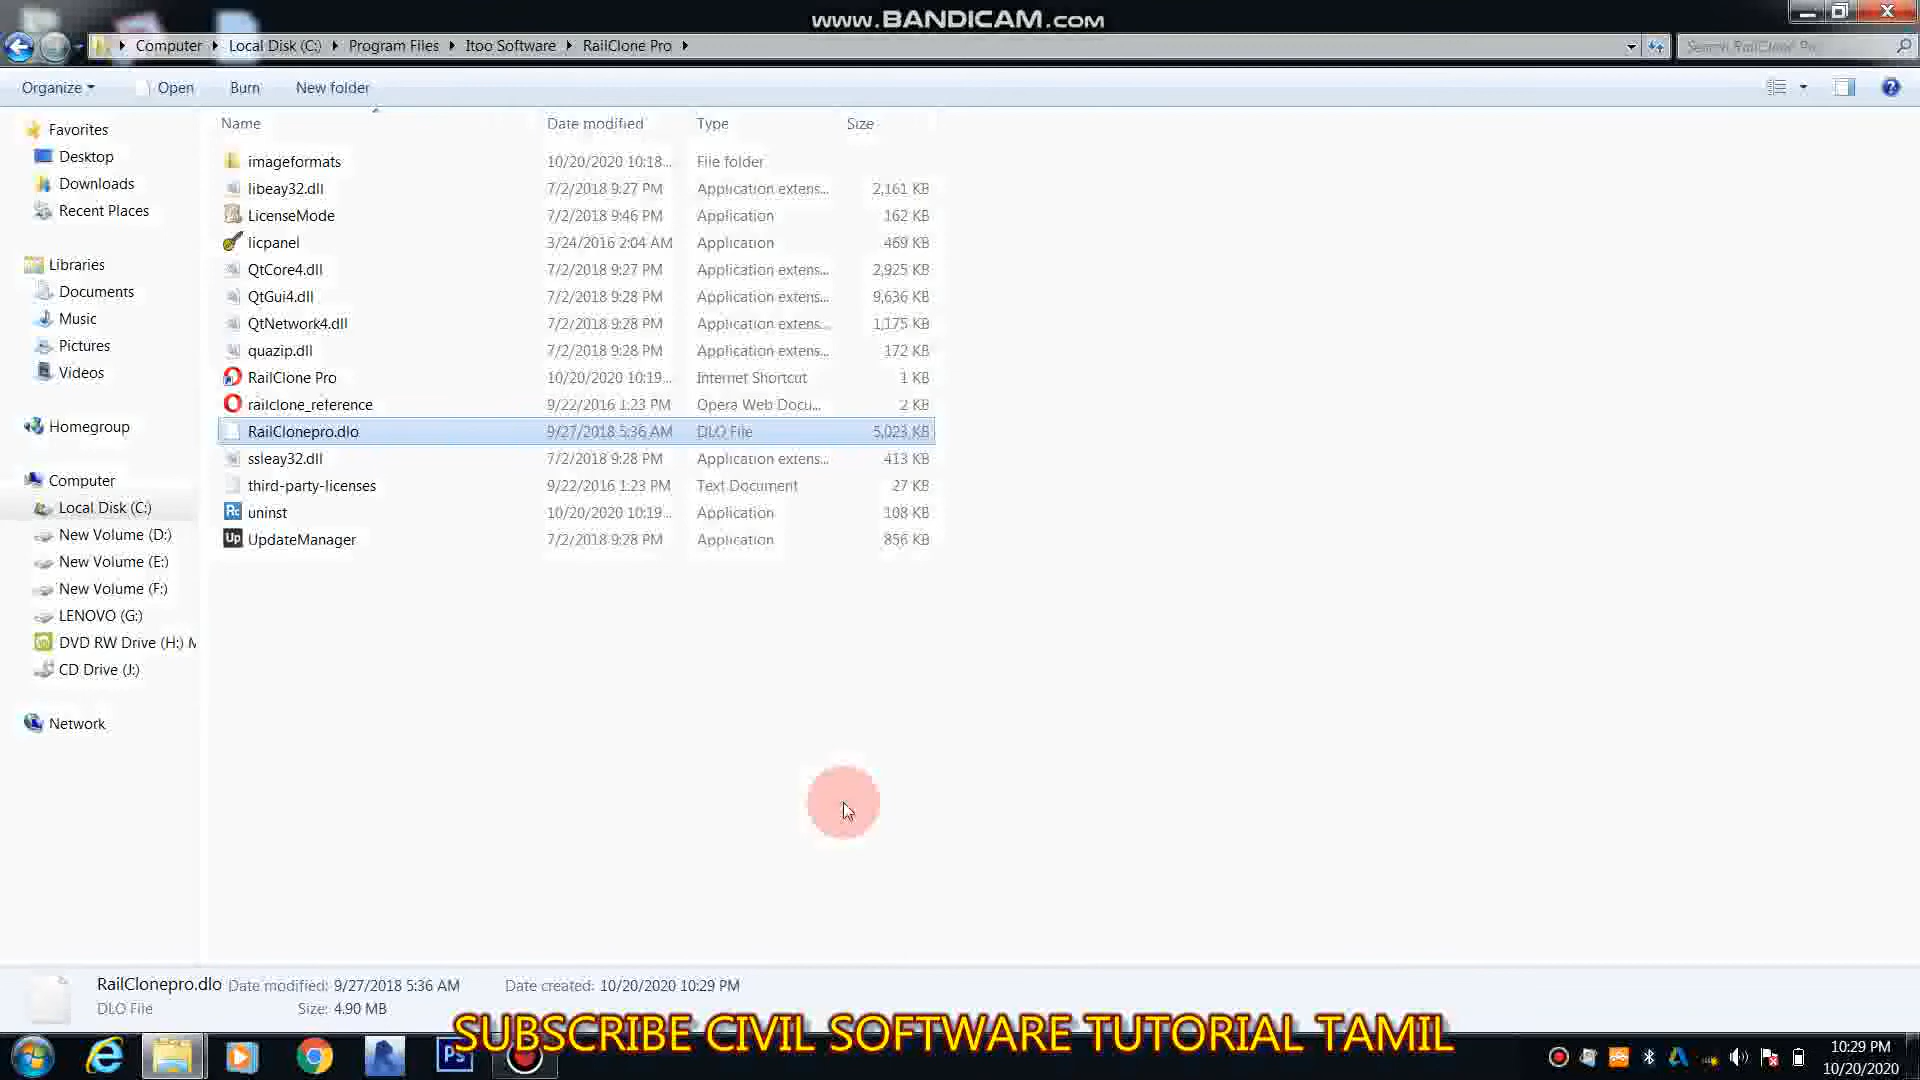 www.BANDICAM.com
Computer Local Disk (C:) Program Files Itoo Software RailClone Pro
Search RailClone Pro
Organize Open Burn New folder
Name Date modified Type Size
Favorites
Desktop
Downloads
Recent Places
Libraries
Documents
Music
Pictures
Videos
Homegroup
Computer
Local Disk (C:)
New Volume (D:)
New Volume (E:)
New Volume (F:)
LENOVO (G:)
DVD RW Drive (H:) M
CD Drive (J:)
Network
imageformats 10/20/2020 10:18... File folder
libeay32.dll 7/2/2018 9:27 PM Application extens... 2,161 KB
LicenseMode 7/2/2018 9:46 PM Application 162 KB
licpanel 3/24/2016 2:04 AM Application 469 KB
QtCore4.dll 7/2/2018 9:27 PM Application extens... 2,925 KB
QtGui4.dll 7/2/2018 9:28 PM Application extens... 9,636 KB
QtNetwork4.dll 7/2/2018 9:28 PM Application extens... 1,175 KB
quazip.dll 7/2/2018 9:28 PM Application extens... 172 KB
RailClone Pro 10/20/2020 10:19... Internet Shortcut 1 KB
railclone_reference 9/22/2016 1:23 PM Opera Web Docu... 2 KB
RailClonepro.dlo 9/27/2018 5:36 AM DLO File 5,023 KB
ssleay32.dll 7/2/2018 9:28 PM Application extens... 413 KB
third-party-licenses 9/22/2016 1:23 PM Text Document 27 KB
Rc uninst 10/20/2020 10:19... Application 108 KB
Up UpdateManager 7/2/2018 9:28 PM Application 856 KB
RailClonepro.dlo Date modified: 9/27/2018 5:36 AM Date created: 10/20/2020 10:29 PM
DLO File Size: 4.90 MB
SUBSCRIBE CIVIL SOFTWARE TUTORIAL TAMIL
Ps
10:29 PM
10/20/2020